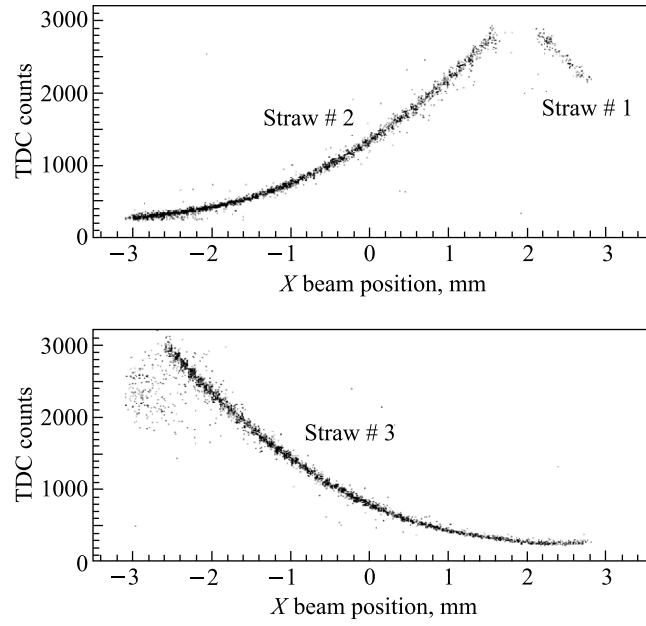 3000
2000
1000
0
TDC counts
Straw # 2
Straw # 1
−3 −2 −1 0 1 2 3
X beam position, mm
3000
2000
1000
0
TDC counts
Straw # 3
−3 −2 −1 0 1 2 3
X beam position, mm